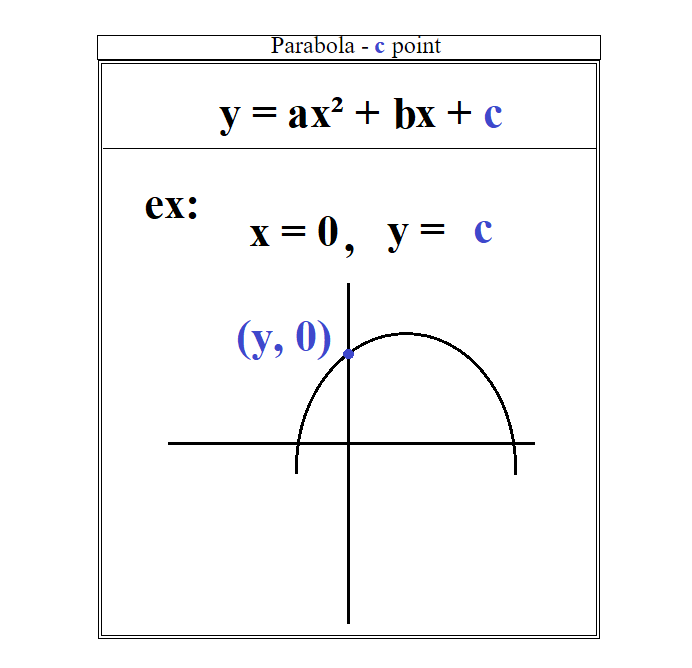 Parabola - c point
y = ax² + bx + c
ex:
x = 0, y = c
(y, 0)